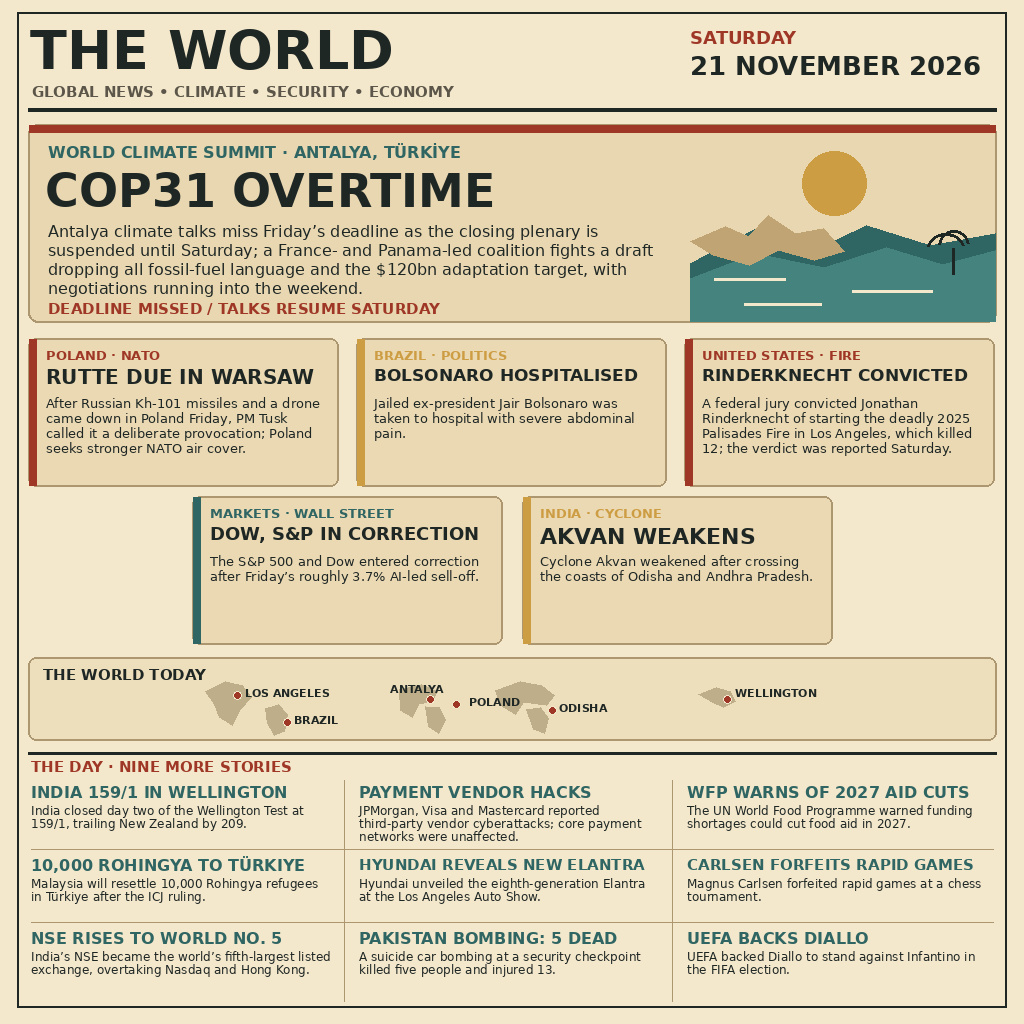 THE WORLD
GLOBAL NEWS • CLIMATE • SECURITY • ECONOMY
SATURDAY
21 NOVEMBER 2026
WORLD CLIMATE SUMMIT · ANTALYA, TÜRKİYE
COP31 OVERTIME
Antalya climate talks miss Friday’s deadline as the closing plenary is
suspended until Saturday; a France- and Panama-led coalition fights a draft
dropping all fossil-fuel language and the $120bn adaptation target, with
negotiations running into the weekend.
DEADLINE MISSED / TALKS RESUME SATURDAY
POLAND · NATO
RUTTE DUE IN WARSAW
After Russian Kh-101 missiles and a drone
came down in Poland Friday, PM Tusk
called it a deliberate provocation; Poland
seeks stronger NATO air cover.
BRAZIL · POLITICS
BOLSONARO HOSPITALISED
Jailed ex-president Jair Bolsonaro was
taken to hospital with severe abdominal
pain.
UNITED STATES · FIRE
RINDERKNECHT CONVICTED
A federal jury convicted Jonathan
Rinderknecht of starting the deadly 2025
Palisades Fire in Los Angeles, which killed
12; the verdict was reported Saturday.
MARKETS · WALL STREET
DOW, S&P IN CORRECTION
The S&P 500 and Dow entered correction
after Friday’s roughly 3.7% AI-led sell-off.
INDIA · CYCLONE
AKVAN WEAKENS
Cyclone Akvan weakened after crossing
the coasts of Odisha and Andhra Pradesh.
THE WORLD TODAY
LOS ANGELES
BRAZIL
ANTALYA
POLAND
ODISHA
WELLINGTON
THE DAY · NINE MORE STORIES
INDIA 159/1 IN WELLINGTON
India closed day two of the Wellington Test at
159/1, trailing New Zealand by 209.
PAYMENT VENDOR HACKS
JPMorgan, Visa and Mastercard reported
third-party vendor cyberattacks; core payment
networks were unaffected.
WFP WARNS OF 2027 AID CUTS
The UN World Food Programme warned funding
shortages could cut food aid in 2027.
10,000 ROHINGYA TO TÜRKIYE
Malaysia will resettle 10,000 Rohingya refugees
in Türkiye after the ICJ ruling.
HYUNDAI REVEALS NEW ELANTRA
Hyundai unveiled the eighth-generation Elantra
at the Los Angeles Auto Show.
CARLSEN FORFEITS RAPID GAMES
Magnus Carlsen forfeited rapid games at a chess
tournament.
NSE RISES TO WORLD NO. 5
India’s NSE became the world’s fifth-largest listed
exchange, overtaking Nasdaq and Hong Kong.
PAKISTAN BOMBING: 5 DEAD
A suicide car bombing at a security checkpoint
killed five people and injured 13.
UEFA BACKS DIALLO
UEFA backed Diallo to stand against Infantino in
the FIFA election.